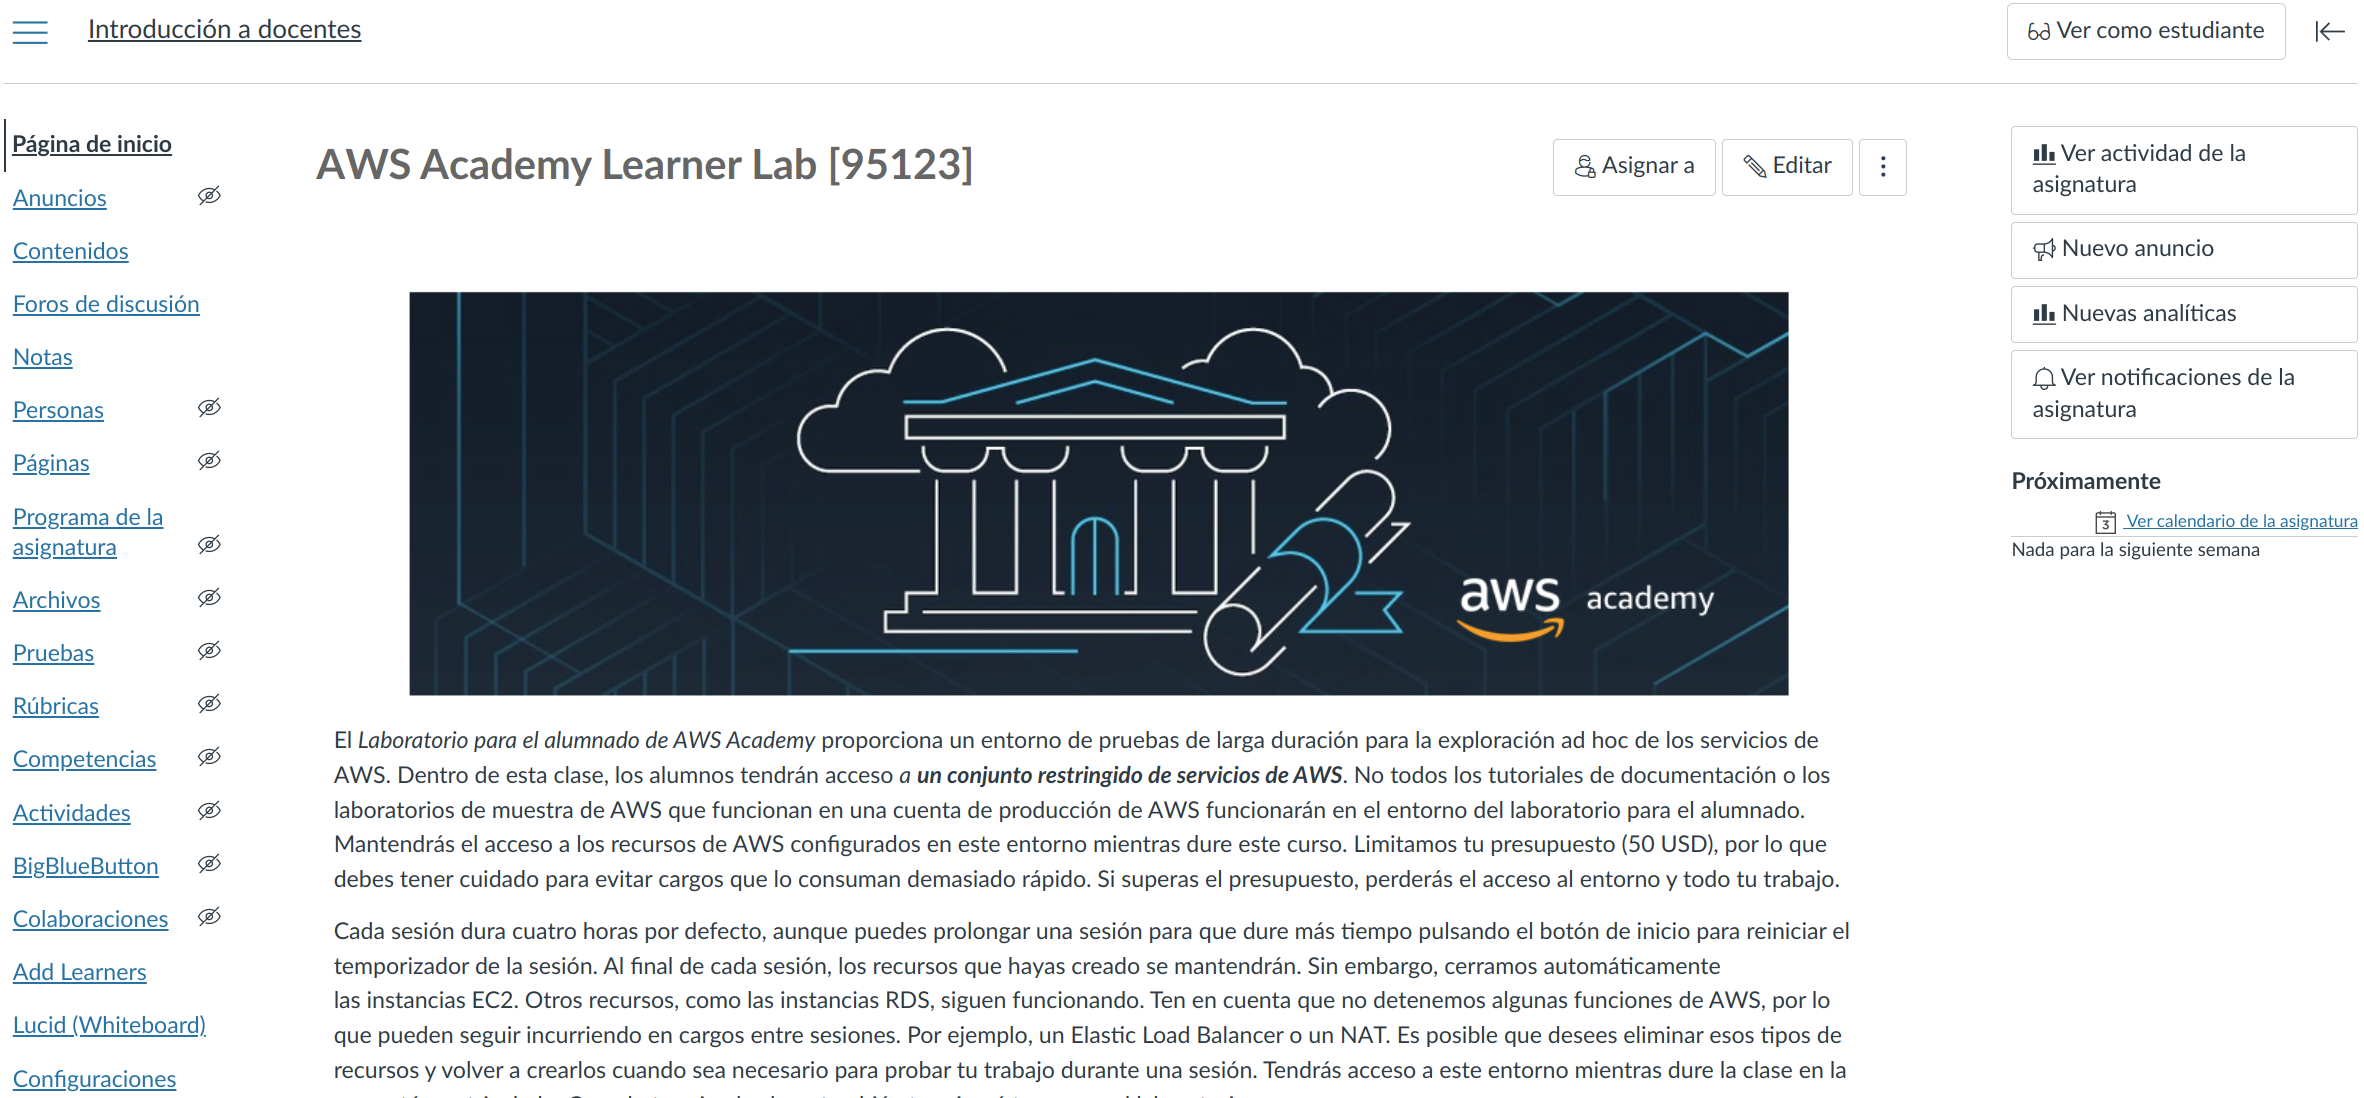 Introducción a docentes
Ver como estudiante
Página de inicio
Anuncios
Contenidos
Foros de discusión
Notas
Personas
Páginas
Programa de la
asignatura
Archivos
Pruebas
Rúbricas
Competencias
Actividades
BigBlueButton
Colaboraciones
Add Learners
Lucid (Whiteboard)
Configuraciones
AWS Academy Learner Lab [95123]
Asignar a
Editar
aws academy
El Laboratorio para el alumnado de AWS Academy proporciona un entorno de pruebas de larga duración para la exploración ad hoc de los servicios de
AWS. Dentro de esta clase, los alumnos tendrán acceso a un conjunto restringido de servicios de AWS. No todos los tutoriales de documentación o los
laboratorios de muestra de AWS que funcionan en una cuenta de producción de AWS funcionarán en el entorno del laboratorio para el alumnado.
Mantendrás el acceso a los recursos de AWS configurados en este entorno mientras dure este curso. Limitamos tu presupuesto (50 USD), por lo que
debes tener cuidado para evitar cargos que lo consuman demasiado rápido. Si superas el presupuesto, perderás el acceso al entorno y todo tu trabajo.
Cada sesión dura cuatro horas por defecto, aunque puedes prolongar una sesión para que dure más tiempo pulsando el botón de inicio para reiniciar el
temporizador de la sesión. Al final de cada sesión, los recursos que hayas creado se mantendrán. Sin embargo, cerramos automáticamente
las instancias EC2. Otros recursos, como las instancias RDS, siguen funcionando. Ten en cuenta que no detenemos algunas funciones de AWS, por lo
que pueden seguir incurriendo en cargos entre sesiones. Por ejemplo, un Elastic Load Balancer o un NAT. Es posible que desees eliminar esos tipos de
recursos y volver a crearlos cuando sea necesario para probar tu trabajo durante una sesión. Tendrás acceso a este entorno mientras dure la clase en la
Ver actividad de la
asignatura
Nuevo anuncio
Nuevas analíticas
Ver notificaciones de la
asignatura
Próximamente
3 Ver calendario de la asignatura
Nada para la siguiente semana